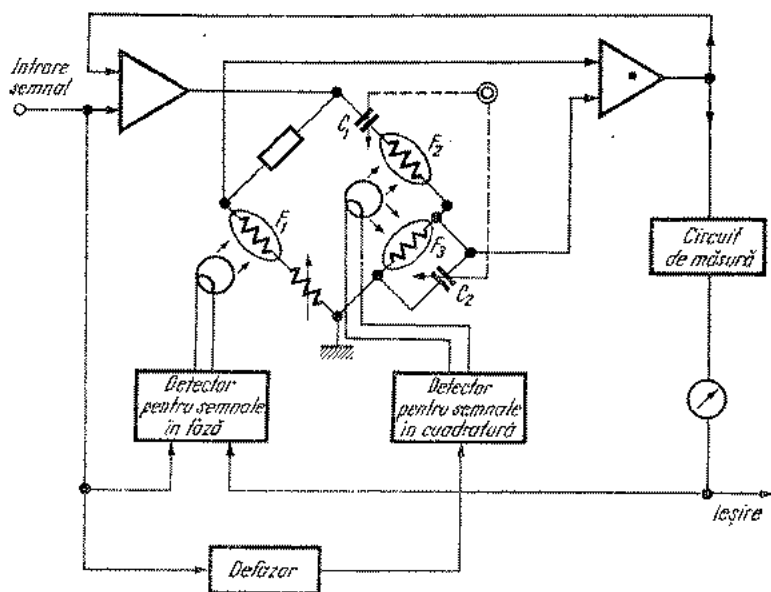 Intrare
semnal
C1
F2
F1
F3
C2
Circuit
de măsură
Detector
pentru semnale
în fază
Detector
pentru semnale
în cuadratură
Ieșire
Defazor